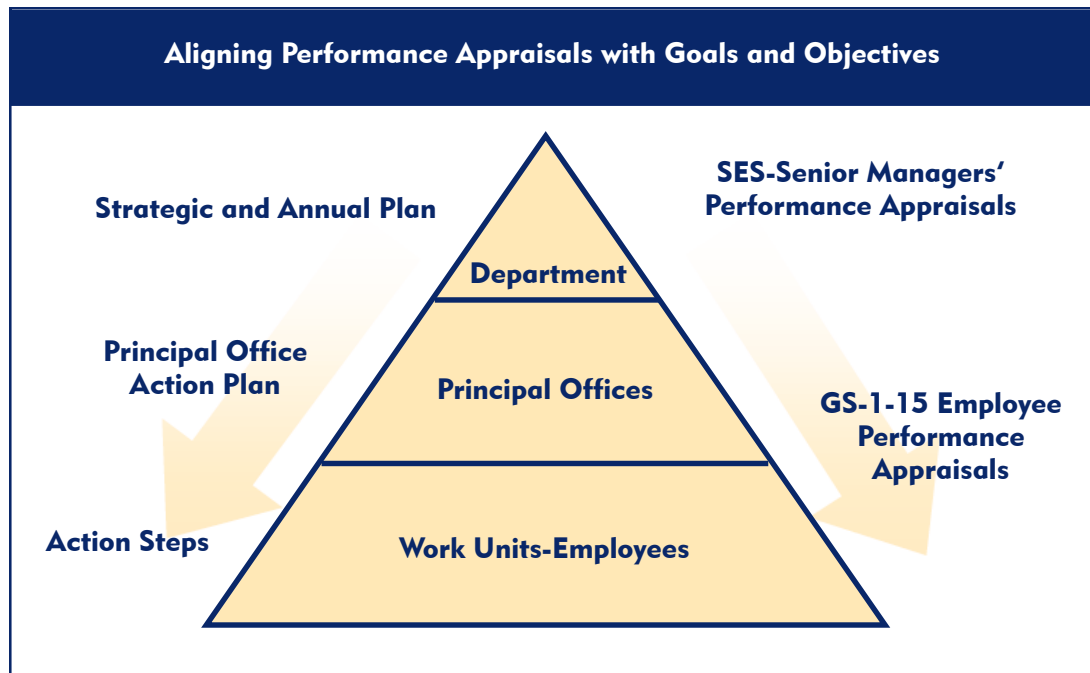 Aligning Performance Appraisals with Goals and Objectives
Strategic and Annual Plan
SES-Senior Managers‘
Performance Appraisals
Department
Principal Office
Action Plan
Principal Offices
GS-1-15 Employee
Performance
Appraisals
Action Steps
Work Units-Employees